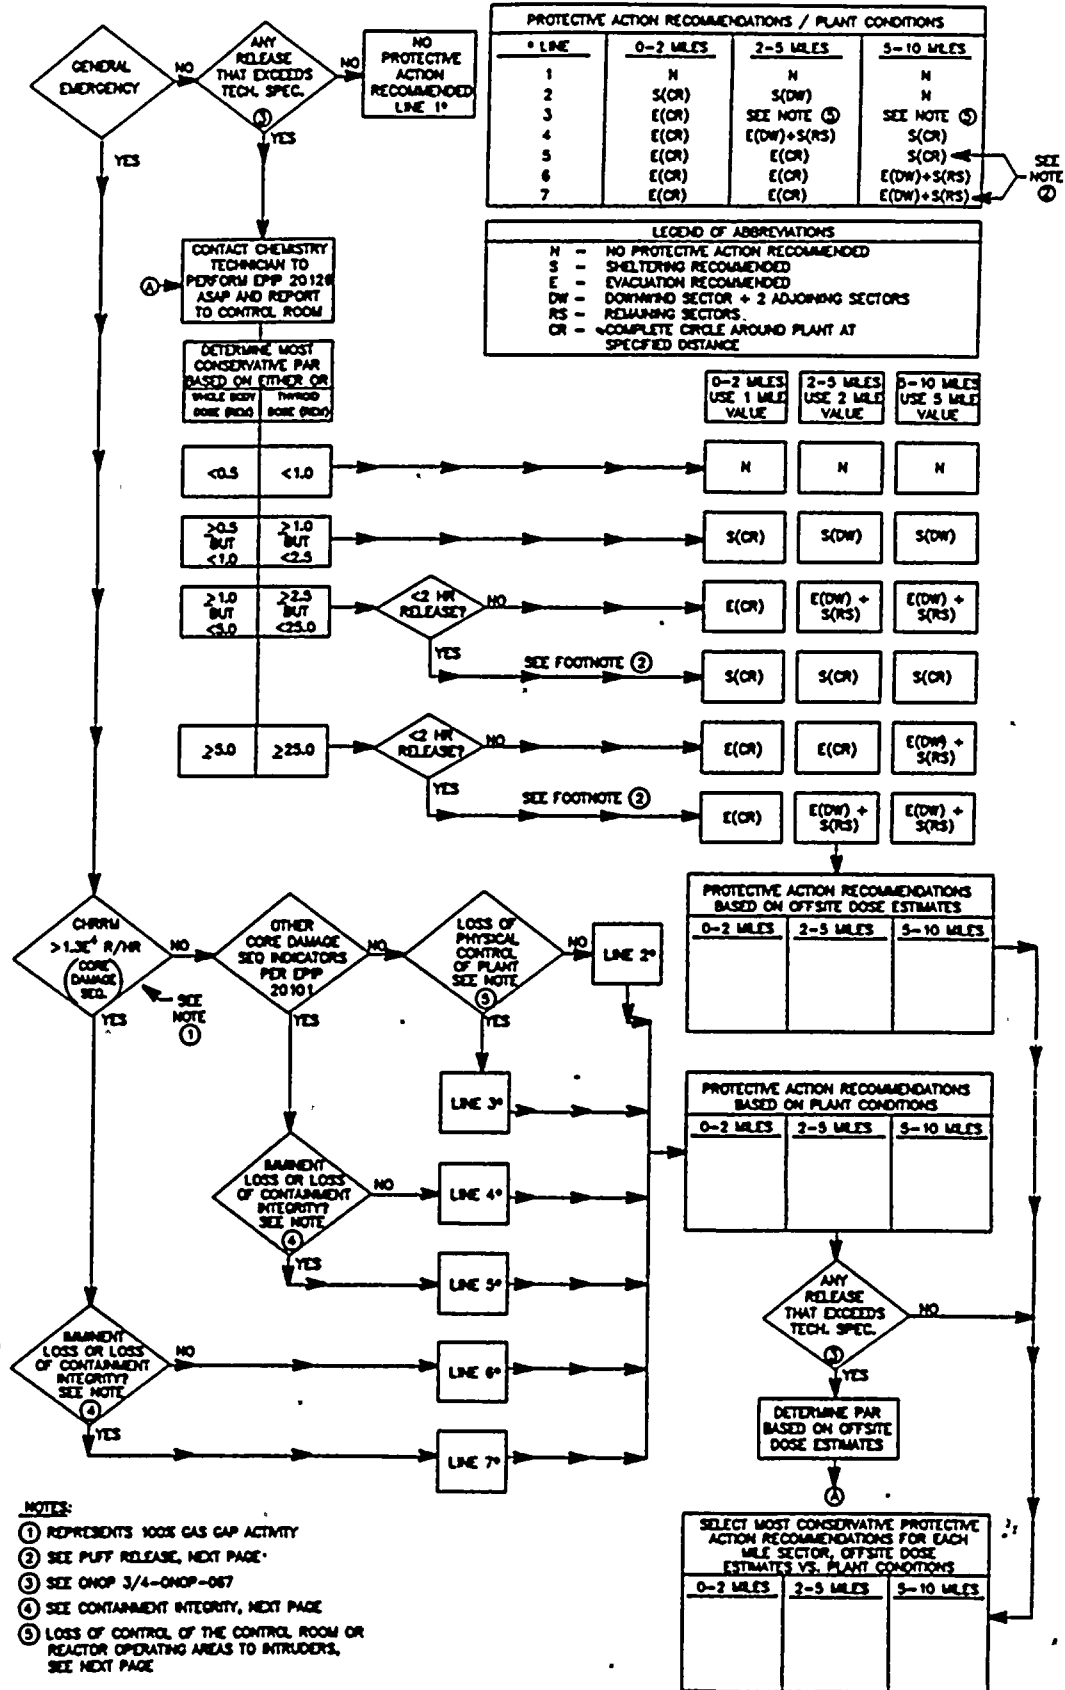 GENERAL
EMERGENCY
NO
YES
ANY
RELEASE
THAT EXCEEDS
TECH. SPEC.
③
NO
YES
NO
PROTECTIVE
ACTION
RECOMMENDED
LINE 1*
PROTECTIVE ACTION RECOMMENDATIONS / PLANT CONDITIONS
* LINE 0-2 MILES 2-5 MILES 5-10 MILES
1 N N N
2 S(CR) S(DW) N
3 E(CR) SEE NOTE ⑤ SEE NOTE ⑤
4 E(CR) E(DW)+S(RS) S(CR)
5 E(CR) E(CR) S(CR)
6 E(CR) E(CR) E(DW)+S(RS)
7 E(CR) E(CR) E(DW)+S(RS)
SEE
NOTE
②
LEGEND OF ABBREVIATIONS
N - NO PROTECTIVE ACTION RECOMMENDED
S - SHELTERING RECOMMENDED
E - EVACUATION RECOMMENDED
DW - DOWNWIND SECTOR + 2 ADJOINING SECTORS
RS - REMAINING SECTORS
CR - COMPLETE CIRCLE AROUND PLANT AT
SPECIFIED DISTANCE
Ⓐ
CONTACT CHEMISTRY
TECHNICIAN TO
PERFORM EPIP 20126
ASAP AND REPORT
TO CONTROL ROOM
DETERMINE MOST
CONSERVATIVE PAR
BASED ON EITHER OR
WHOLE BODY THYROID
DOSE (REM) DOSE (REM)
0-2 MILES 2-5 MILES 5-10 MILES
USE 1 MILE USE 2 MILE USE 5 MILE
VALUE VALUE VALUE
<0.5 <1.0 N N N
≥0.5 ≥1.0
BUT BUT
<1.0 <2.5
S(CR) S(DW) S(DW)
≥1.0 ≥2.5
BUT BUT
<5.0 <25.0
<2 HR
RELEASE?
NO
YES
E(CR) E(DW) + E(DW) +
S(RS) S(RS)
SEE FOOTNOTE ②
S(CR) S(CR) S(CR)
≥5.0 ≥25.0
<2 HR
RELEASE?
NO
YES
E(CR) E(CR) E(DW) +
S(RS)
SEE FOOTNOTE ②
E(CR) E(DW) + E(DW) +
S(RS) S(RS)
PROTECTIVE ACTION RECOMMENDATIONS
BASED ON OFFSITE DOSE ESTIMATES
0-2 MILES 2-5 MILES 5-10 MILES
CHRRM
>1.3E⁴ R/HR
(CORE
DAMAGE
SEQ.)
NO
YES
SEE
NOTE
①
OTHER
CORE DAMAGE
SEQ INDICATORS
PER EPIP
20101
NO
YES
LOSS OF
PHYSICAL
CONTROL
OF PLANT
SEE NOTE
⑤
NO
YES
LINE 2*
LINE 3*
PROTECTIVE ACTION RECOMMENDATIONS
BASED ON PLANT CONDITIONS
0-2 MILES 2-5 MILES 5-10 MILES
IMMINENT
LOSS OR LOSS
OF CONTAINMENT
INTEGRITY?
SEE NOTE
④
NO
YES
LINE 4*
LINE 5*
ANY
RELEASE
THAT EXCEEDS
TECH. SPEC.
③
NO
YES
IMMINENT
LOSS OR LOSS
OF CONTAINMENT
INTEGRITY?
SEE NOTE
④
NO
YES
LINE 6*
LINE 7*
DETERMINE PAR
BASED ON OFFSITE
DOSE ESTIMATES
Ⓐ
SELECT MOST CONSERVATIVE PROTECTIVE
ACTION RECOMMENDATIONS FOR EACH
MILE SECTOR, OFFSITE DOSE
ESTIMATES VS. PLANT CONDITIONS
0-2 MILES 2-5 MILES 5-10 MILES
NOTES:
① REPRESENTS 100% GAS GAP ACTIVITY
② SEE PUFF RELEASE, NEXT PAGE
③ SEE ONOP 3/4-ONOP-067
④ SEE CONTAINMENT INTEGRITY, NEXT PAGE
⑤ LOSS OF CONTROL OF THE CONTROL ROOM OR
REACTOR OPERATING AREAS TO INTRUDERS,
SEE NEXT PAGE